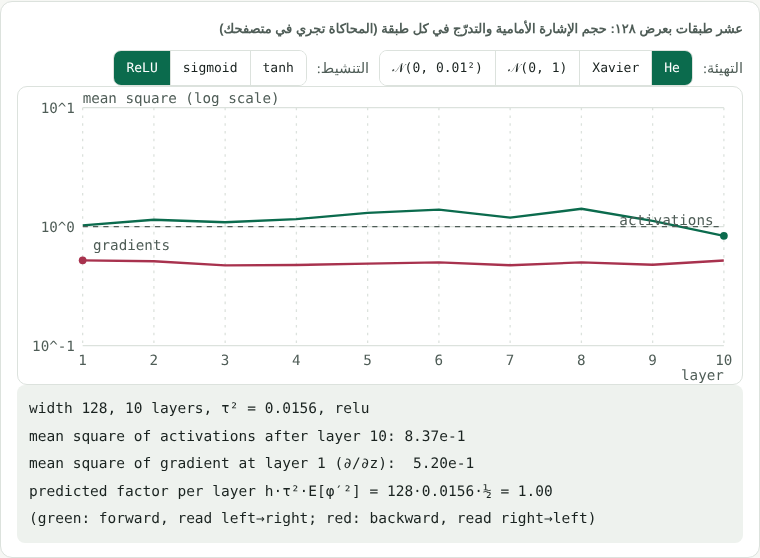 عشر طبقات بعرض ١٢٨: حجم الإشارة الأمامية والتدرّج في كل طبقة (المحاكاة تجري في متصفحك)
التهيئة: He Xavier 𝒩(0, 1) 𝒩(0, 0.01²) التنشيط: tanh sigmoid ReLU
mean square (log scale)
10^1
activations
10^0
gradients
10^-1
1 2 3 4 5 6 7 8 9 10
layer
width 128, 10 layers, τ² = 0.0156, relu
mean square of activations after layer 10: 8.37e-1
mean square of gradient at layer 1 (∂/∂z): 5.20e-1
predicted factor per layer h·τ²·E[φ′²] = 128·0.0156·½ = 1.00
(green: forward, read left→right; red: backward, read right→left)